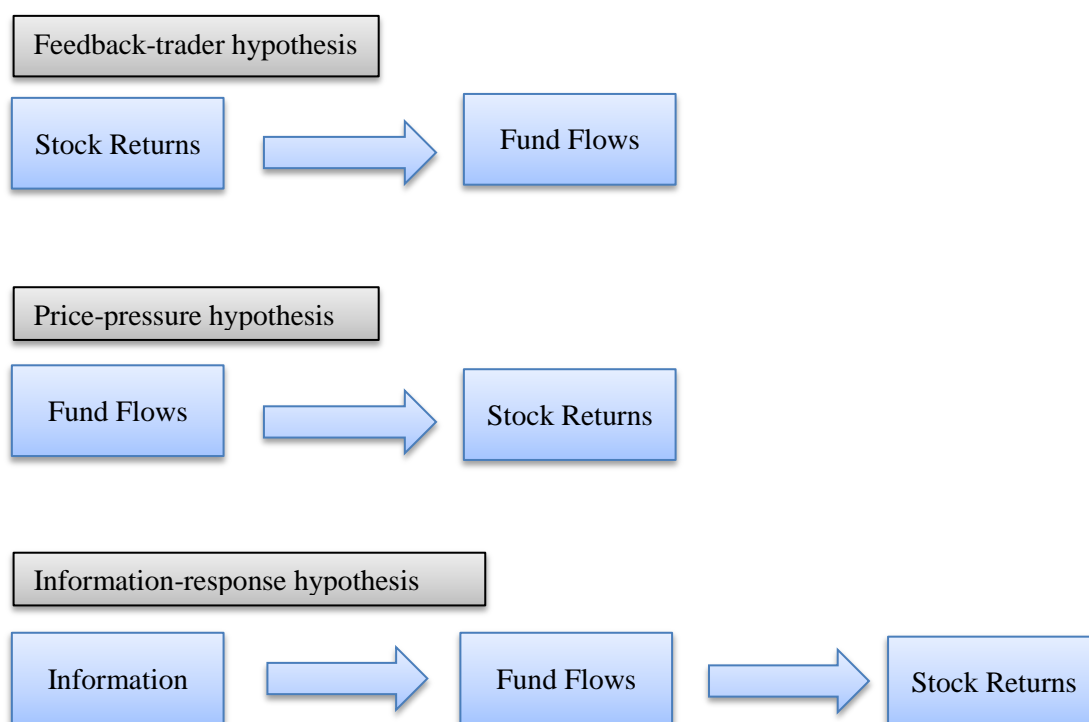 Feedback-trader hypothesis
Stock Returns
Fund Flows
Price-pressure hypothesis
Fund Flows
Stock Returns
Information-response hypothesis
Information
Fund Flows
Stock Returns